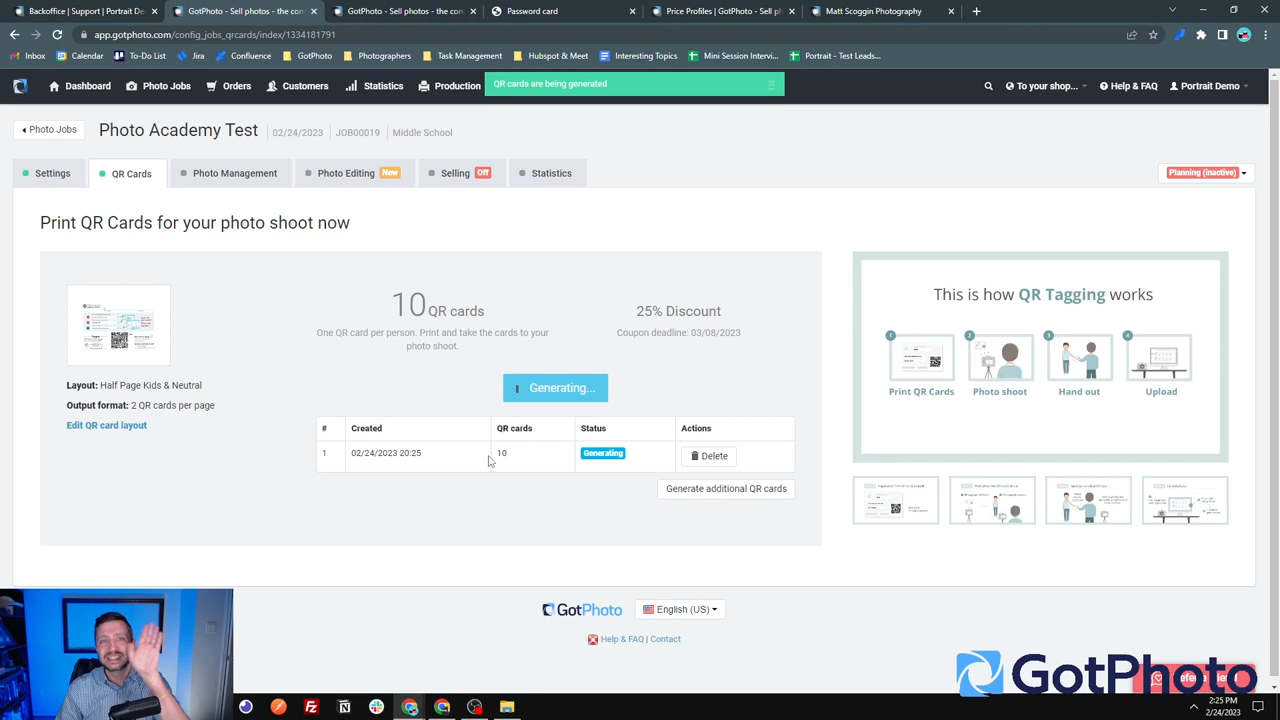 Backoffice | Support | Dat
GotPhoto - Sell photos - the con
GotPhoto - Sell photos - the con
Password card
Price Profiles | GotPhoto - Sell ph
Matt Scoggin Photography
app.gotphoto.com/config_jobs_qrcards/index/1334181791
Inbox
Calendar
To-Do List
Jira
Confluence
GotPhoto
Photographers
Task Management
Hubspot & Meet
Interesting Topics
Mini Session Intervi...
Portrait - Test Leads...
Dashboard
Photo Jobs
Orders
Customers
Statistics
Production
QR cards are being generated
To your shop...
Help & FAQ
Portrait Demo
Photo Jobs
Photo Academy Test
02/24/2023
JOB00019
Middle School
Settings
QR Cards
Photo Management
Photo Editing New
Selling Off
Statistics
Planning (inactive)
Print QR Cards for your photo shoot now
10 QR cards
One QR card per person. Print and take the cards to your
photo shoot.
25% Discount
Coupon deadline: 03/08/2023
Layout: Half Page Kids & Neutral
Output format: 2 QR cards per page
Edit QR card layout
Generating...
# Created QR cards Status Actions
1 02/24/2023 20:25 10 Generating Delete
Generate additional QR cards
This is how QR Tagging works
1 2 3 4
Print QR Cards
Photo shoot
Hand out
Upload
GotPhoto
English (US)
Help & FAQ | Contact
GotPhoto
2:25 PM
2/24/2023